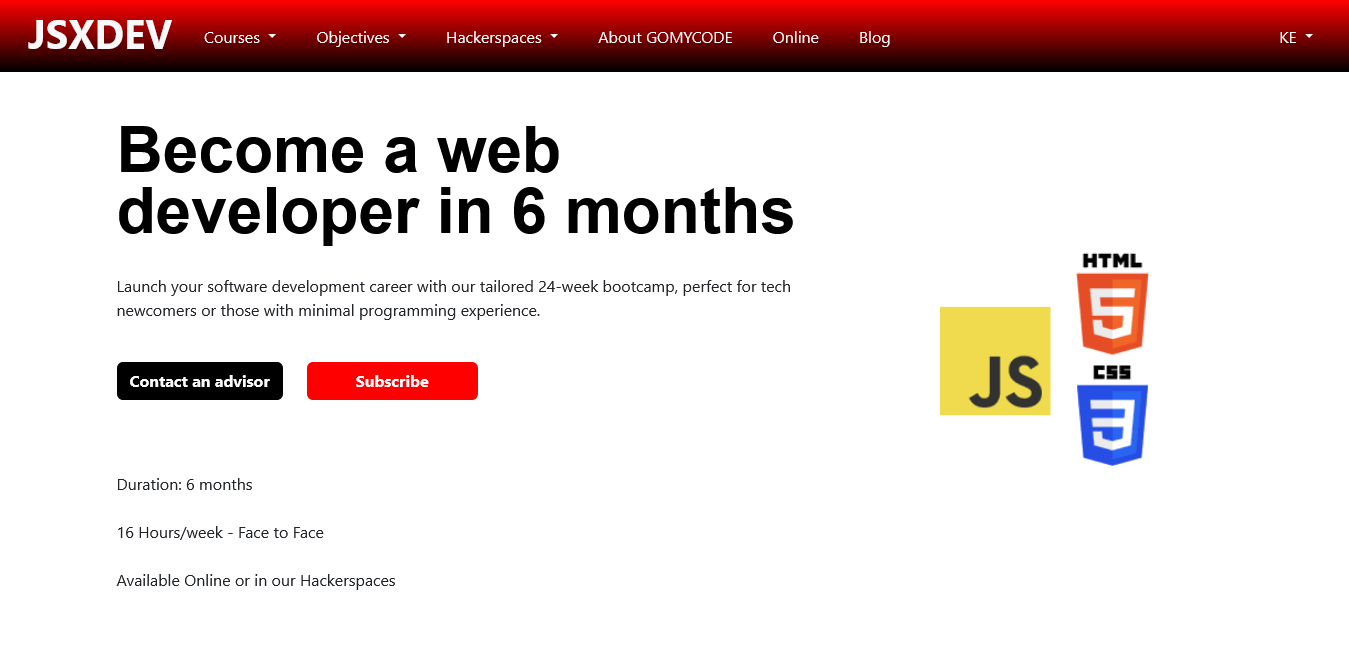 JSXDEV Courses Objectives Hackerspaces About GOMYCODE Online Blog KE
Become a web
developer in 6 months
Launch your software development career with our tailored 24-week bootcamp, perfect for tech
newcomers or those with minimal programming experience.
Contact an advisor Subscribe
HTML
5
JS
CSS
3
Duration: 6 months
16 Hours/week - Face to Face
Available Online or in our Hackerspaces